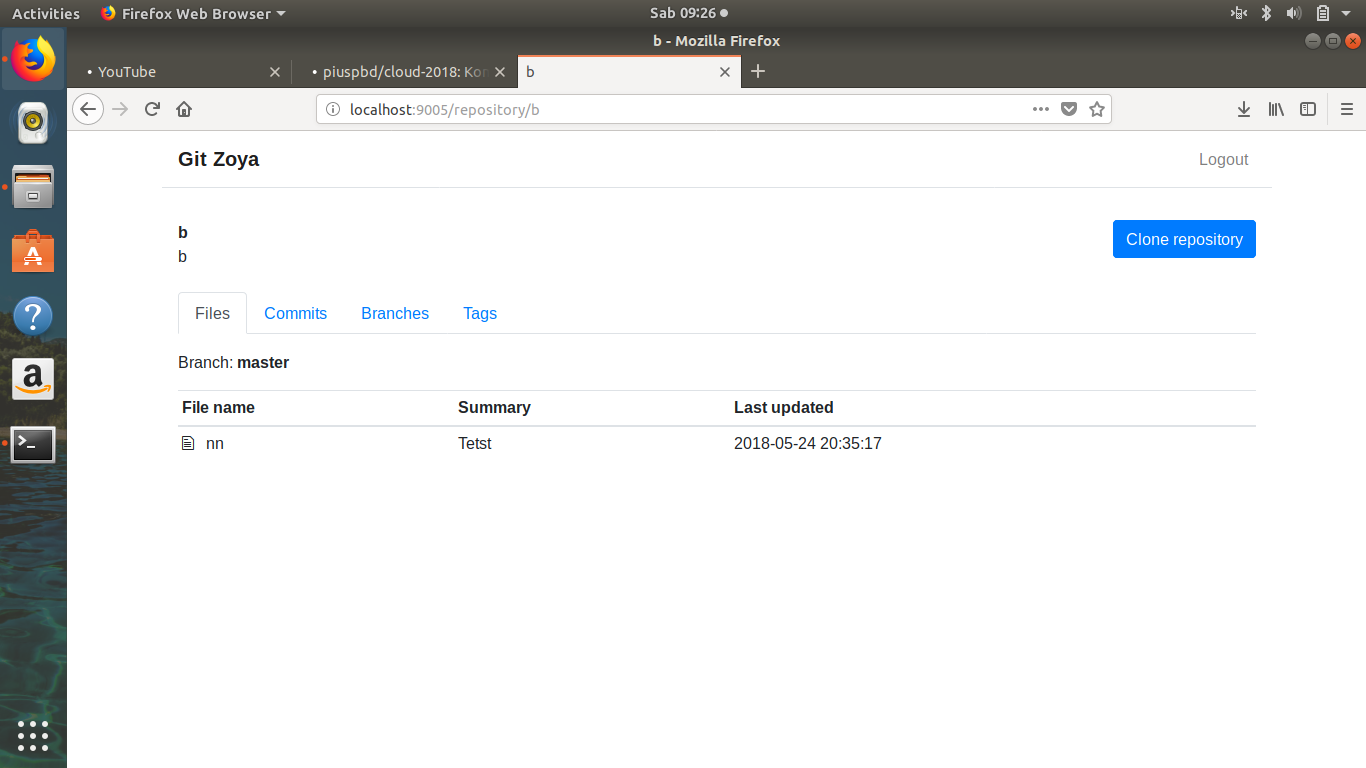 Activities Firefox Web Browser Sab 09:26
b - Mozilla Firefox
• YouTube • piuspbd/cloud-2018: Kor b
localhost:9005/repository/b
Git Zoya Logout
b Clone repository
b
Files Commits Branches Tags
Branch: master
File name Summary Last updated
nn Tetst 2018-05-24 20:35:17